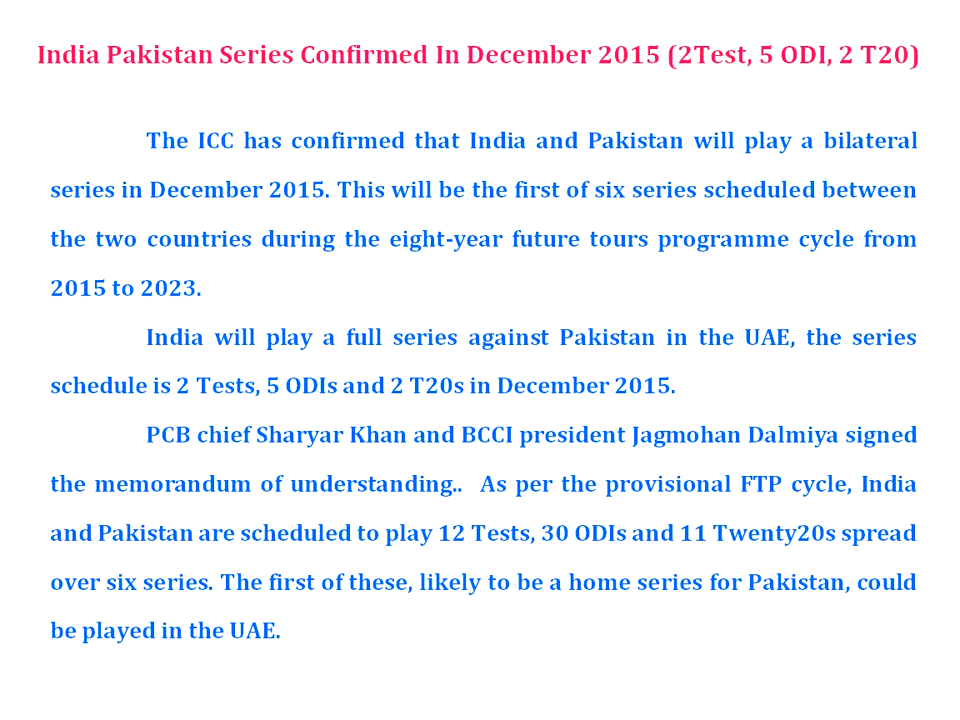 India Pakistan Series Confirmed In December 2015 (2Test, 5 ODI, 2 T20)
The ICC has confirmed that India and Pakistan will play a bilateral
series in December 2015. This will be the first of six series scheduled between
the two countries during the eight-year future tours programme cycle from
2015 to 2023.
India will play a full series against Pakistan in the UAE, the series
schedule is 2 Tests, 5 ODIs and 2 T20s in December 2015.
PCB chief Sharyar Khan and BCCI president Jagmohan Dalmiya signed
the memorandum of understanding..  As per the provisional FTP cycle, India
and Pakistan are scheduled to play 12 Tests, 30 ODIs and 11 Twenty20s spread
over six series. The first of these, likely to be a home series for Pakistan, could
be played in the UAE.